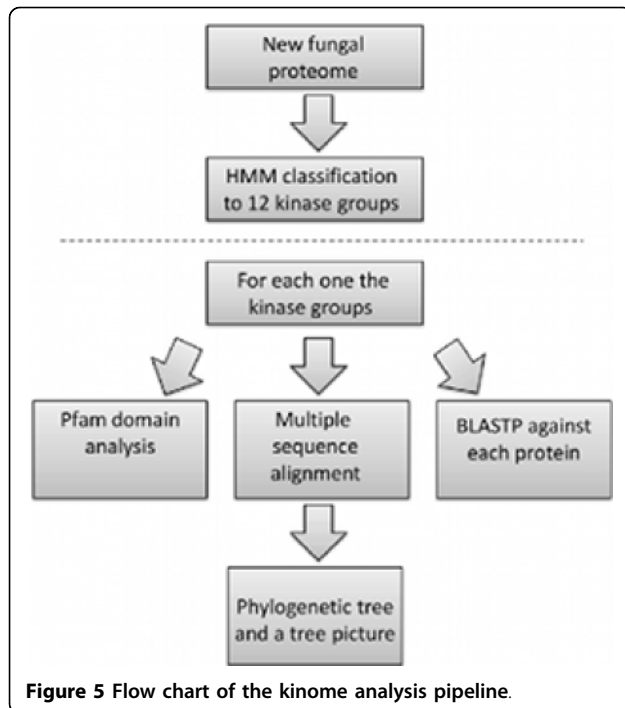 New fungal
proteome
HMM classification
to 12 kinase groups
For each one the
kinase groups
Pfam domain
analysis
Multiple
sequence
alignment
BLASTP against
each protein
Phylogenetic tree
and a tree picture
Figure 5 Flow chart of the kinome analysis pipeline.